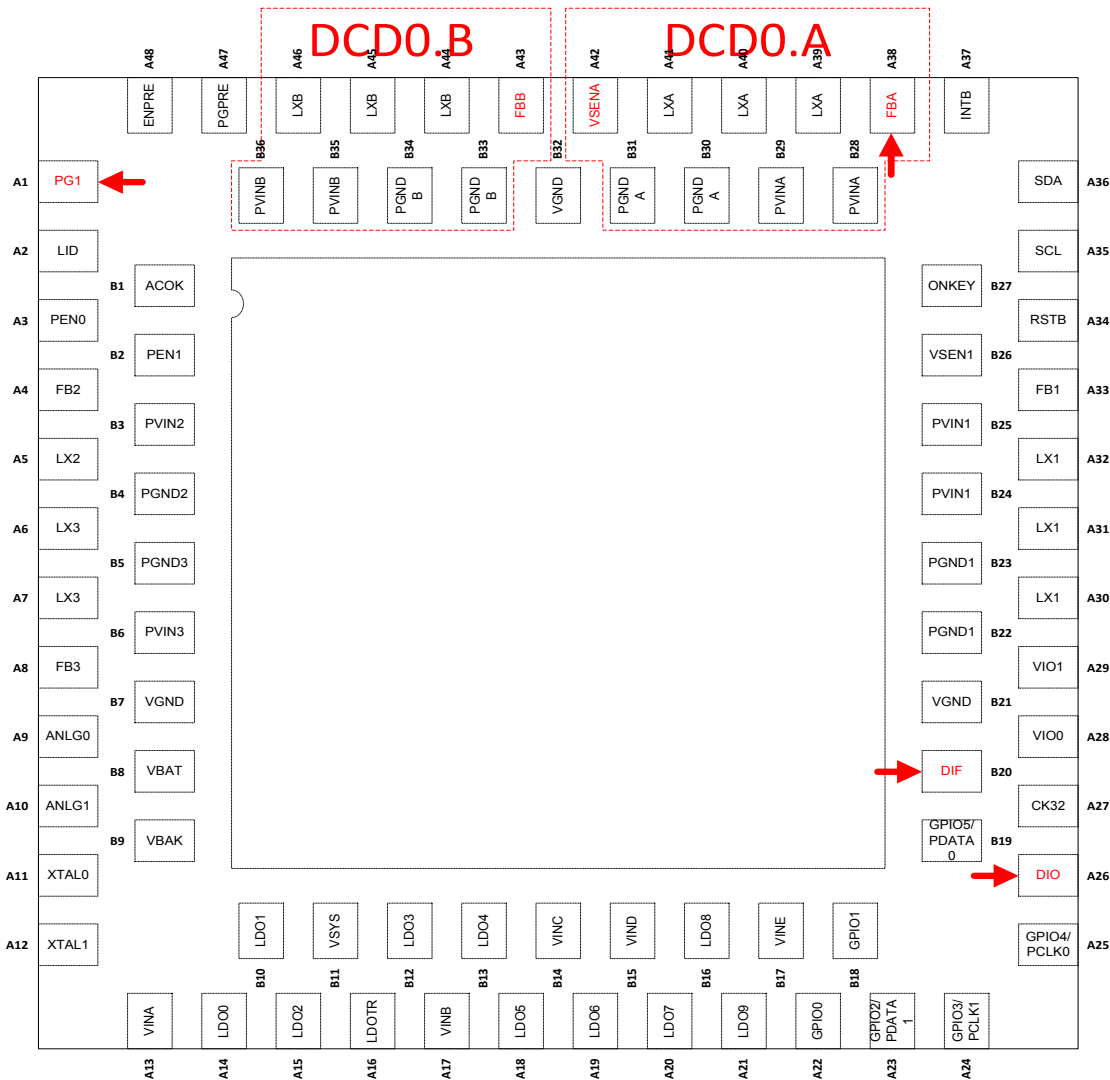 DCD0.B
DCD0.A
A48
A47
A46
A45
A44
A43
A42
A41
A40
A39
A38
A37
ENPRE
PGPRE
LXB
LXB
LXB
FBB
VSENA
LXA
LXA
LXA
FBA
INTB
B36
B35
B34
B33
B32
B31
B30
B29
B28
PVINB
PVINB
PGND
B
PGND
B
VGND
PGND
A
PGND
A
PVINA
PVINA
A1
PG1
SDA
A36
A2
LID
SCL
A35
B1
ACOK
ONKEY
B27
A3
PEN0
RSTB
A34
B2
PEN1
VSEN1
B26
A4
FB2
FB1
A33
B3
PVIN2
PVIN1
B25
A5
LX2
LX1
A32
B4
PGND2
PVIN1
B24
A6
LX3
LX1
A31
B5
PGND3
PGND1
B23
A7
LX3
LX1
A30
B6
PVIN3
PGND1
B22
A8
FB3
VIO1
A29
B7
VGND
VGND
B21
A9
ANLG0
VIO0
A28
B8
VBAT
DIF
B20
A10
ANLG1
CK32
A27
B9
VBAK
GPIO5/
PDATA
0
B19
A11
XTAL0
DIO
A26
A12
XTAL1
GPIO4/
PCLK0
A25
LDO1
VSYS
LDO3
LDO4
VINC
VIND
LDO8
VINE
GPIO1
B10
B11
B12
B13
B14
B15
B16
B17
B18
VINA
LDO0
LDO2
LDOTR
VINB
LDO5
LDO6
LDO7
LDO9
GPIO0
GPIO2/
PDATA
1
GPIO3/
PCLK1
A13
A14
A15
A16
A17
A18
A19
A20
A21
A22
A23
A24